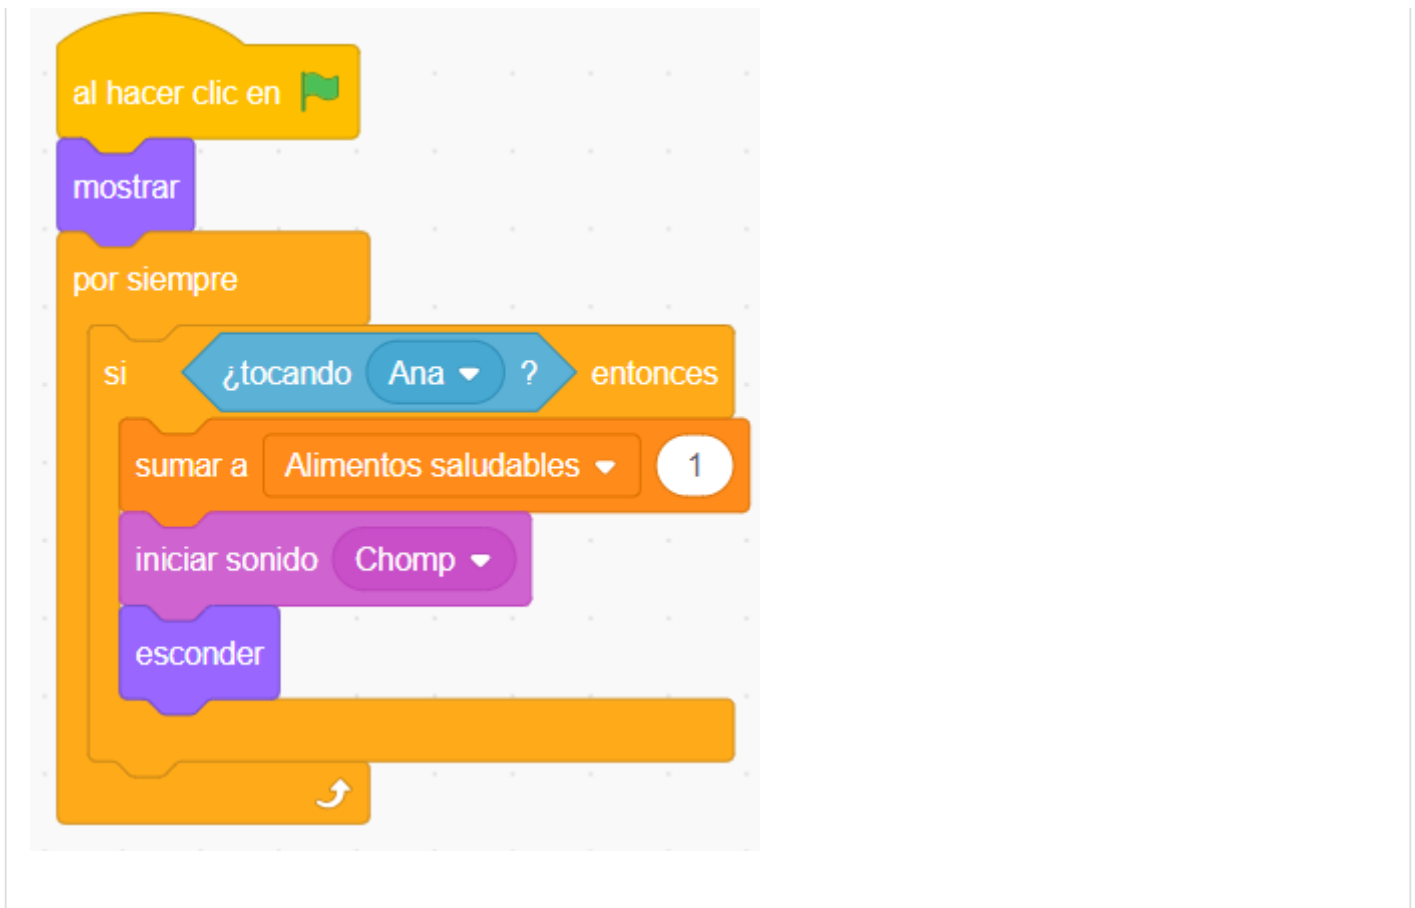 al hacer clic en
mostrar
por siempre
si ¿tocando Ana ? entonces
sumar a Alimentos saludables 1
iniciar sonido Chomp
esconder